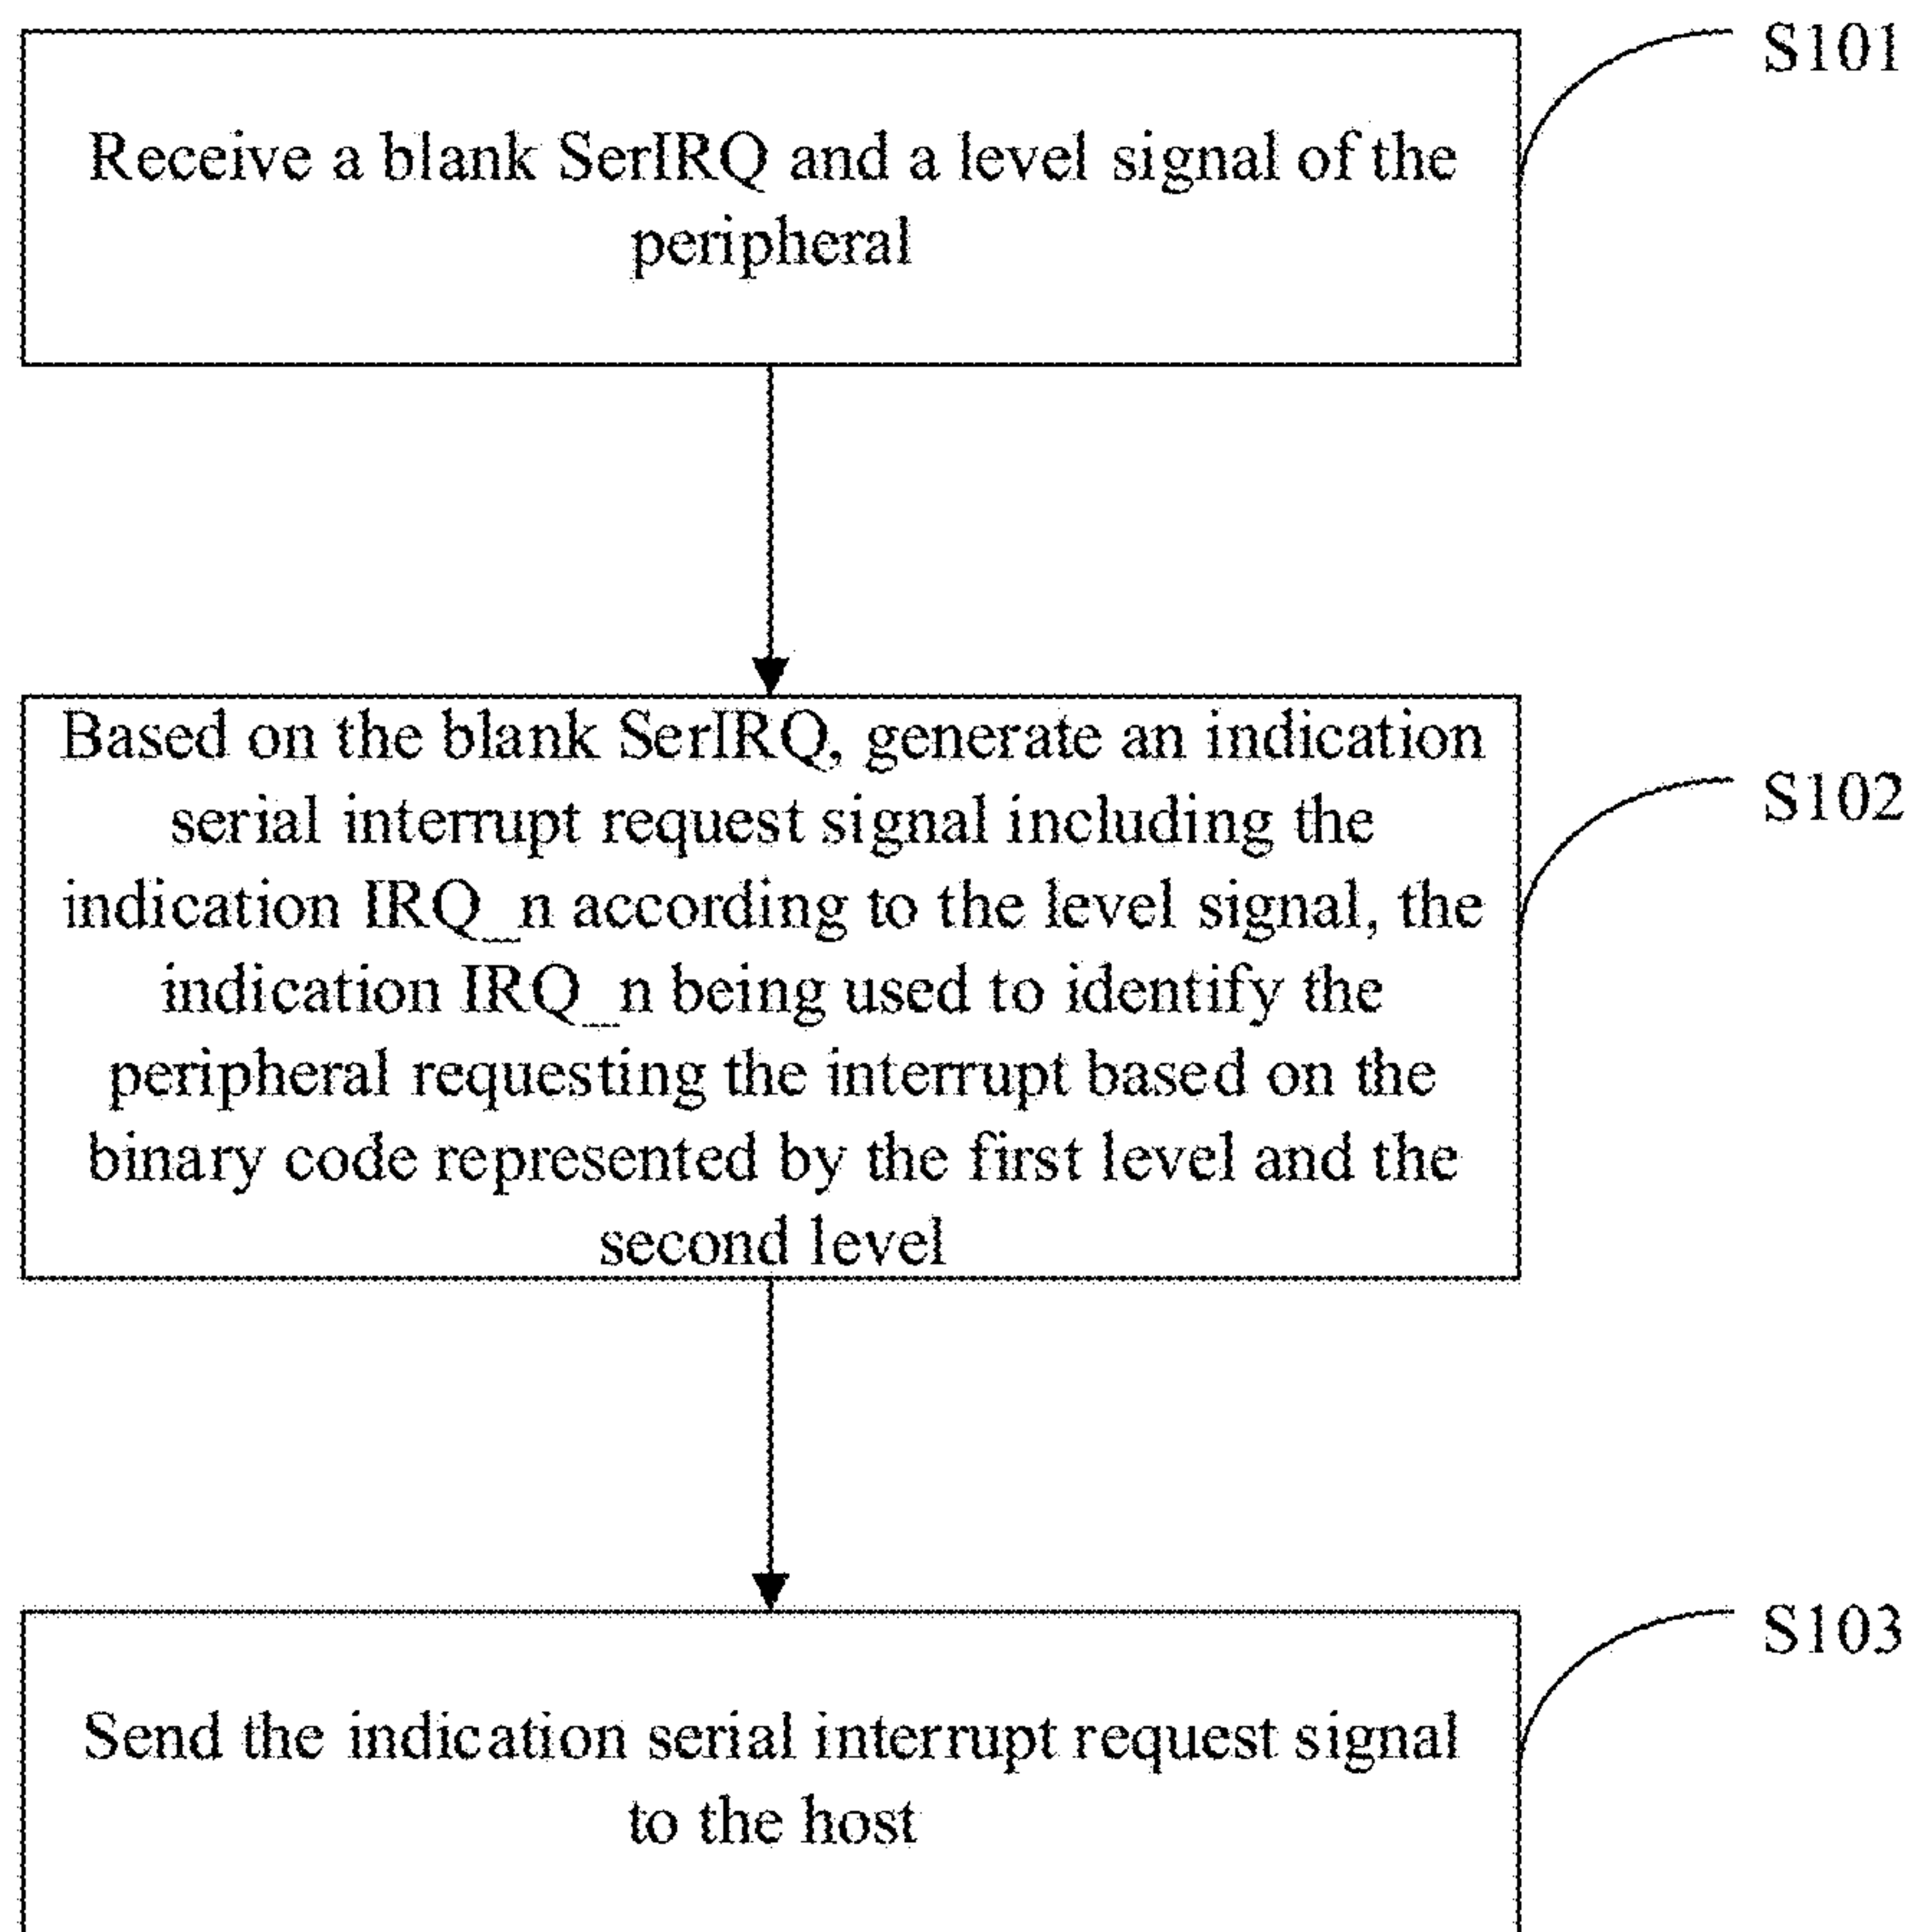 S101
Receive a blank SerIRQ and a level signal of the
peripheral
Based on the blank SerIRQ, generate an indication
serial interrupt request signal including the
indication IRQ_n according to the level signal, the
indication IRQ_n being used to identify the
peripheral requesting the interrupt based on the
binary code represented by the first level and the
second level
S102
Send the indication serial interrupt request signal
to the host
S103